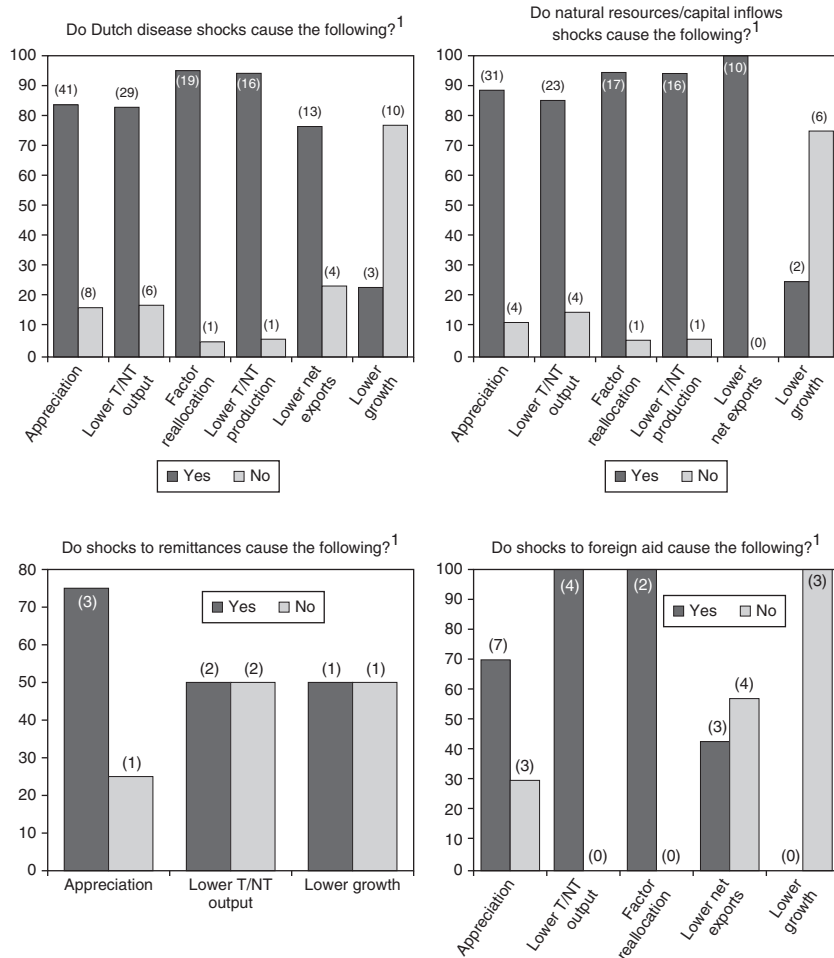 Do Dutch disease shocks cause the following?1
100
90
80
70
60
50
40
30
20
10
0
(41)
(8)
(29)
(6)
(19)
(1)
(16)
(1)
(13)
(4)
(3)
(10)
Appreciation
Lower T/NT
output
Factor
reallocation
Lower T/NT
production
Lower net
exports
Lower
growth
Yes No
Do natural resources/capital inflows
shocks cause the following?1
100
90
80
70
60
50
40
30
20
10
0
(31)
(4)
(23)
(4)
(17)
(1)
(16)
(1)
(10)
(0)
(2)
(6)
Appreciation
Lower T/NT
output
Factor
reallocation
Lower T/NT
production
Lower
net exports
Lower
growth
Yes No
Do shocks to remittances cause the following?1
80
70
60
50
40
30
20
10
0
Yes No
(3)
(1)
(2)
(2)
(1)
(1)
Appreciation
Lower T/NT
output
Lower growth
Do shocks to foreign aid cause the following?1
100
90
80
70
60
50
40
30
20
10
0
Yes No
(7)
(3)
(4)
(0)
(2)
(0)
(3)
(4)
(0)
(3)
Appreciation
Lower T/NT
output
Factor
reallocation
Lower net
exports
Lower
growth